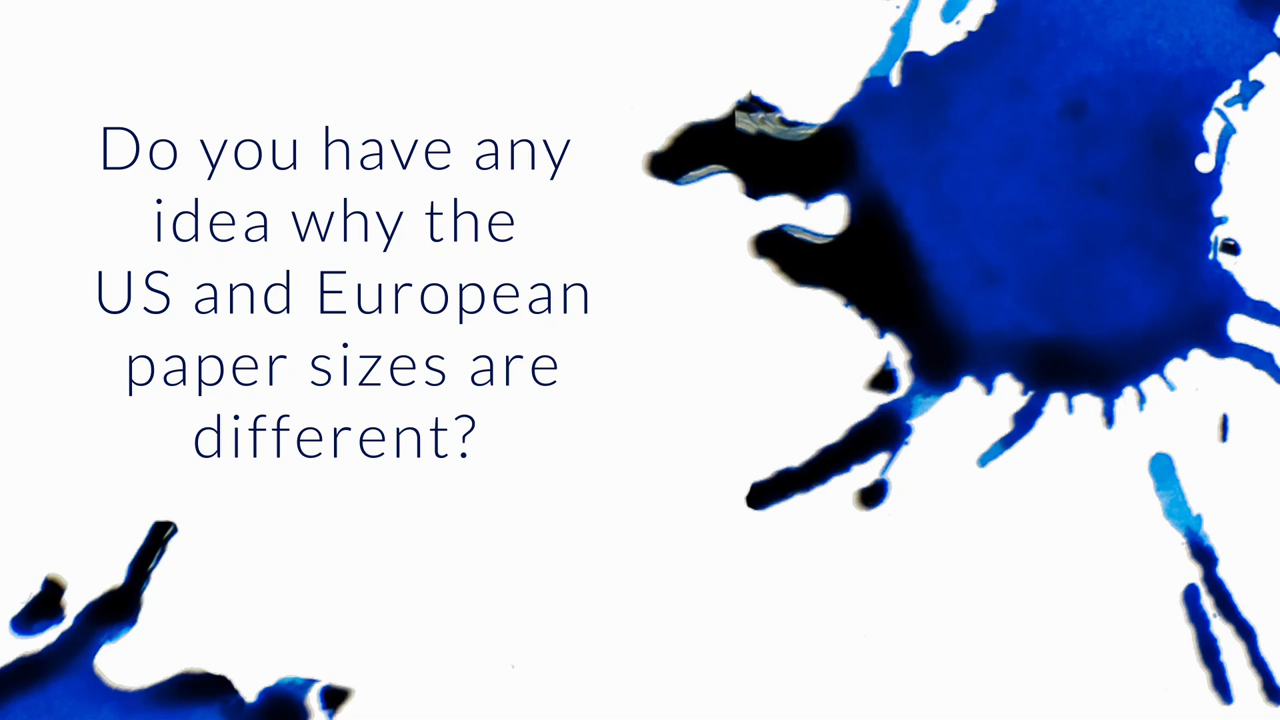 Do you have any
idea why the
US and European
paper sizes are
different?